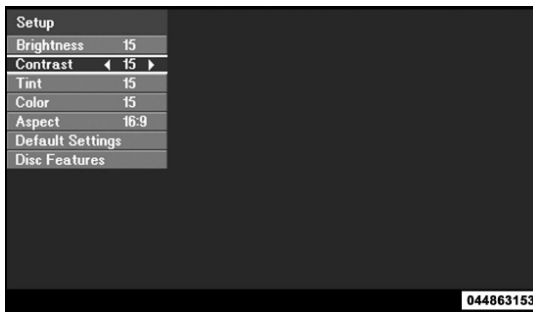 Setup
Brightness 15
Contrast 15
Tint 15
Color 15
Aspect 16:9
Default Settings
Disc Features
044863153